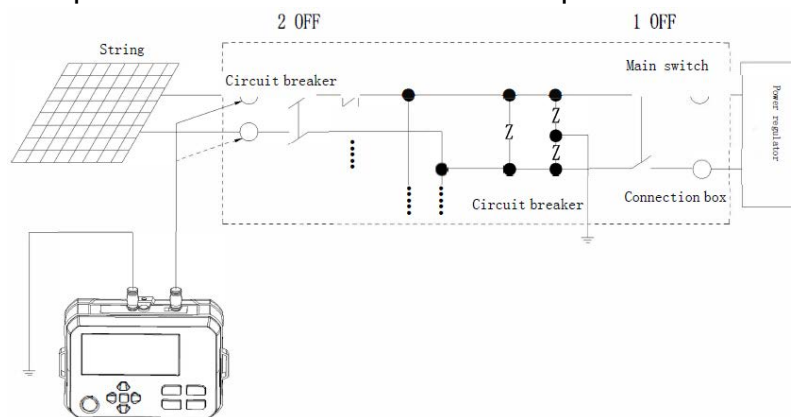 2 OFF
1 OFF
String
Circuit breaker
Main switch
Power regulator
Z
Z
Z
Circuit breaker
Connection box